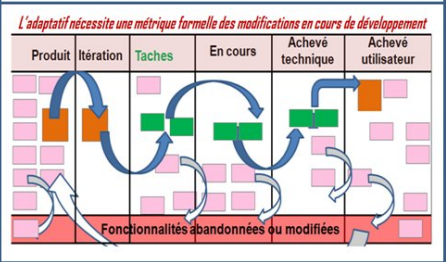 L'adaptatif nécessite une métrique formelle des modifications en cours de développement
Produit
Itération
Taches
En cours
Achevé
technique
Achevé
utilisateur
Fonctionnalités abandonnées ou modifiées